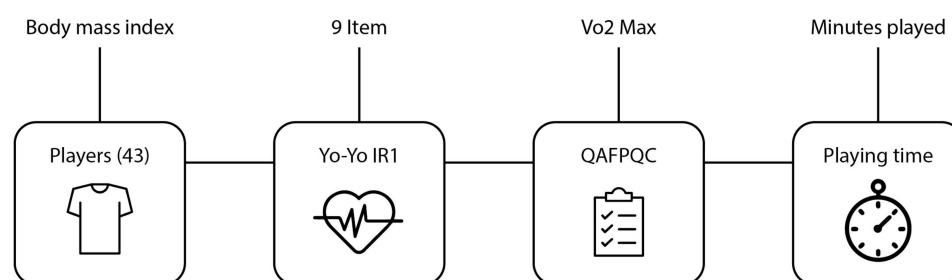 Body mass index
9 Item
Vo2 Max
Minutes played
Players (43)
Yo-Yo IR1
QAFPQC
Playing time